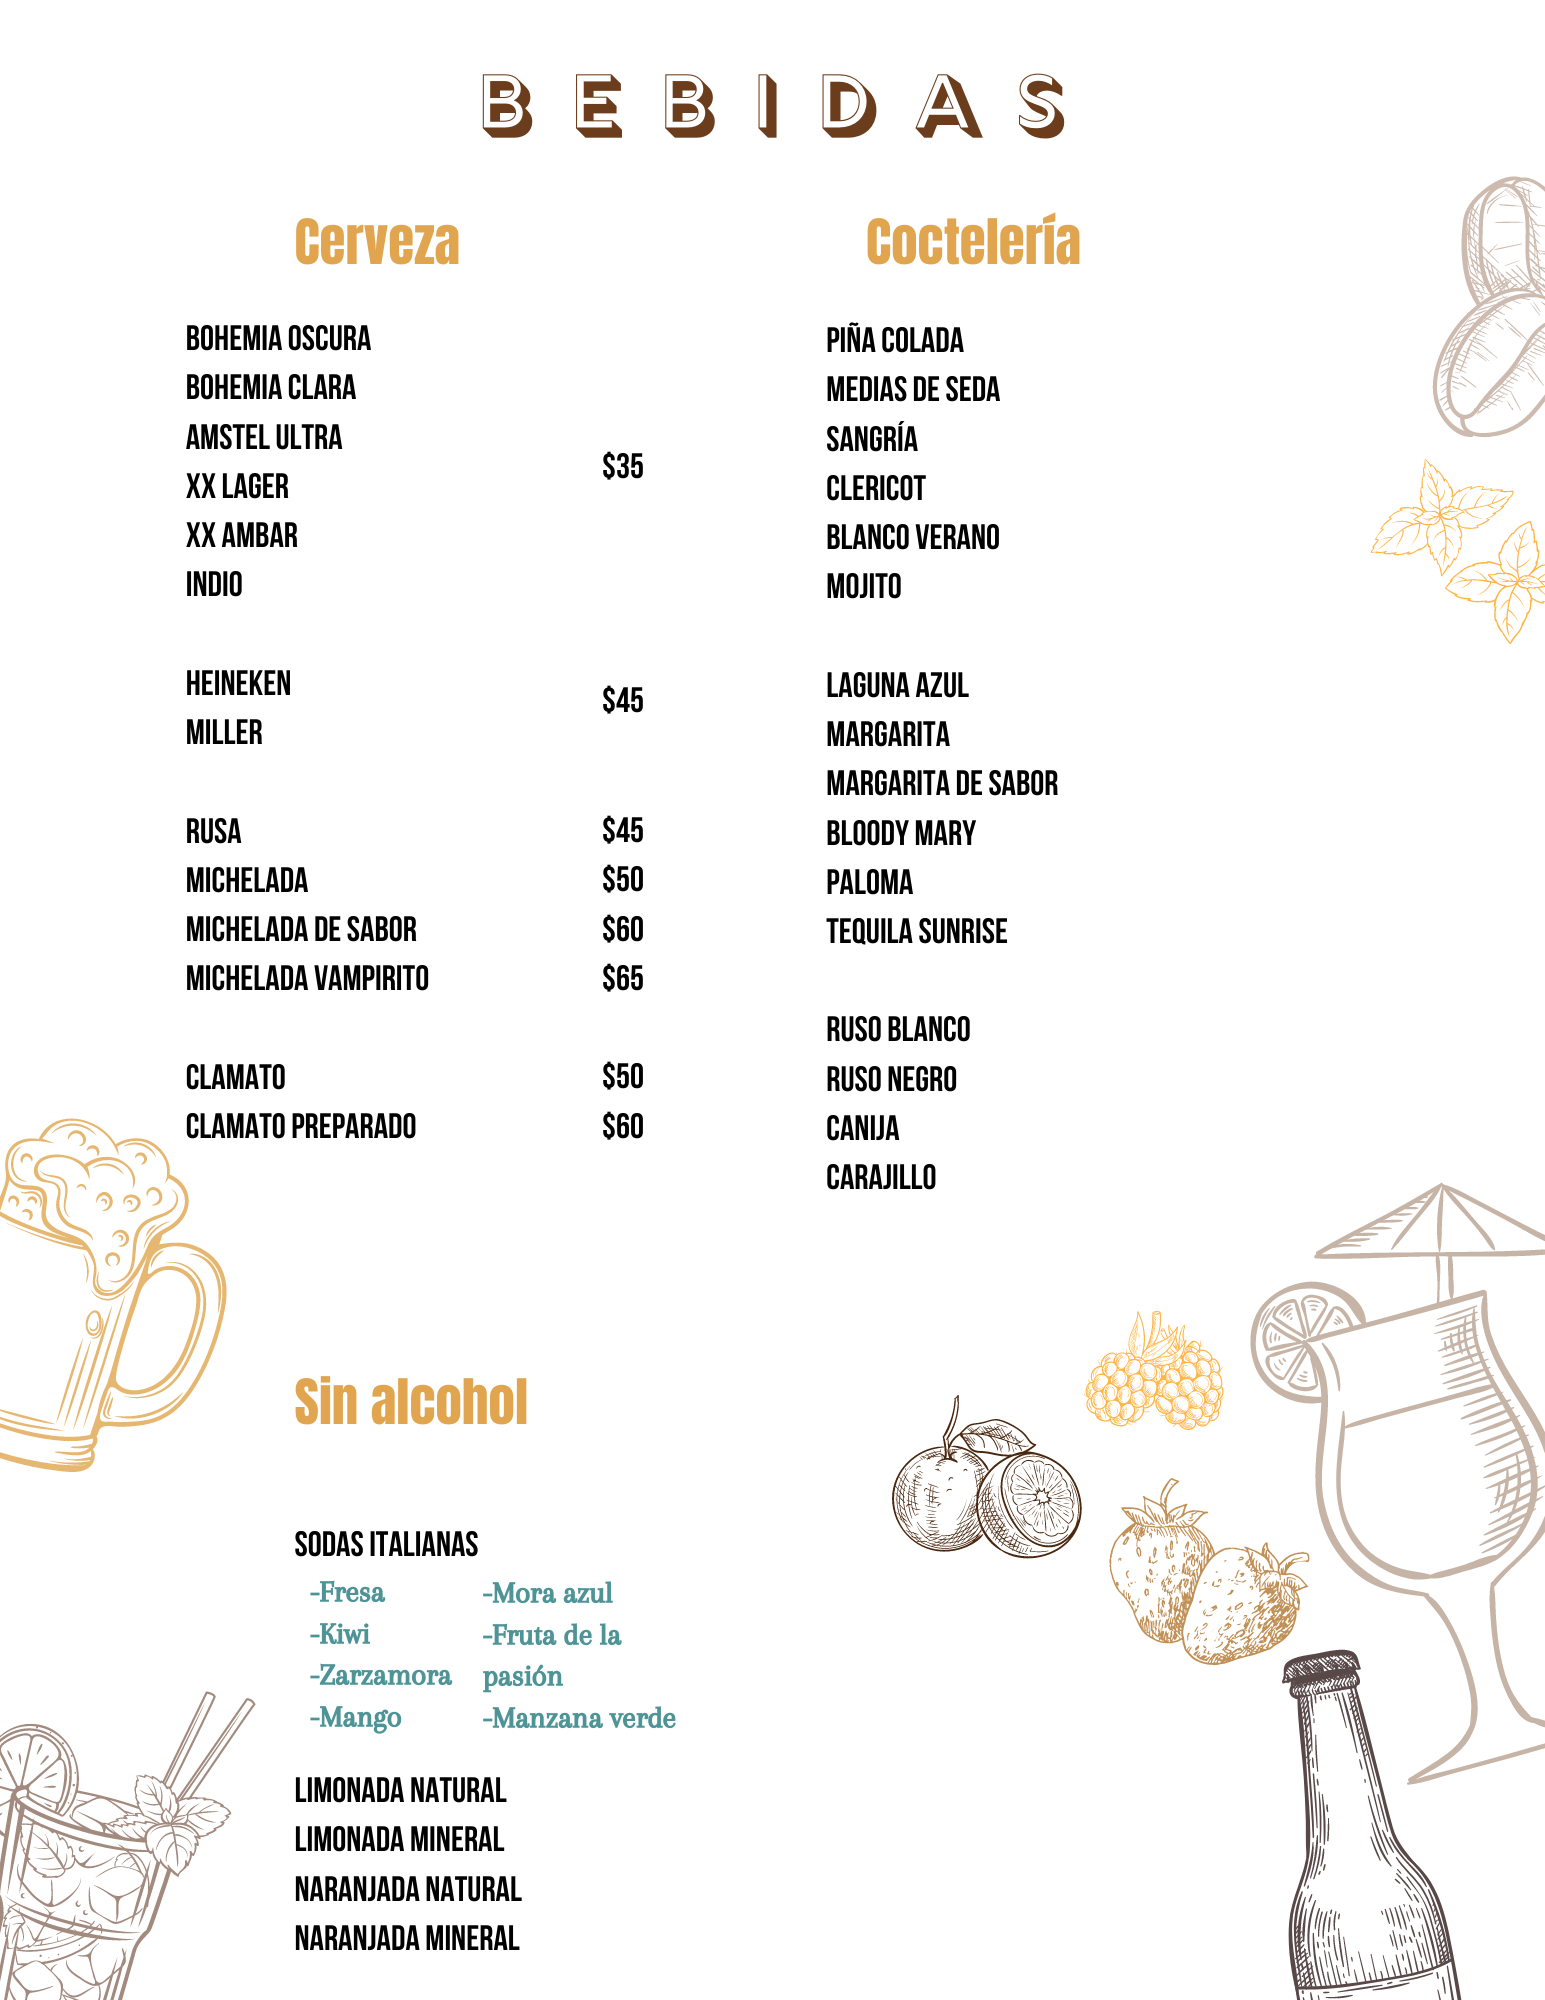 BEBIDAS
Cerveza
BOHEMIA OSCURA
BOHEMIA CLARA
AMSTEL ULTRA
XX LAGER
XX AMBAR
INDIO
$35
HEINEKEN
MILLER
$45
RUSA $45
MICHELADA $50
MICHELADA DE SABOR $60
MICHELADA VAMPIRITO $65
CLAMATO $50
CLAMATO PREPARADO $60
Coctelería
PIÑA COLADA
MEDIAS DE SEDA
SANGRÍA
CLERICOT
BLANCO VERANO
MOJITO
LAGUNA AZUL
MARGARITA
MARGARITA DE SABOR
BLOODY MARY
PALOMA
TEQUILA SUNRISE
RUSO BLANCO
RUSO NEGRO
CANIJA
CARAJILLO
Sin alcohol
SODAS ITALIANAS
-Fresa
-Kiwi
-Zarzamora
-Mango
-Mora azul
-Fruta de la
pasión
-Manzana verde
LIMONADA NATURAL
LIMONADA MINERAL
NARANJADA NATURAL
NARANJADA MINERAL